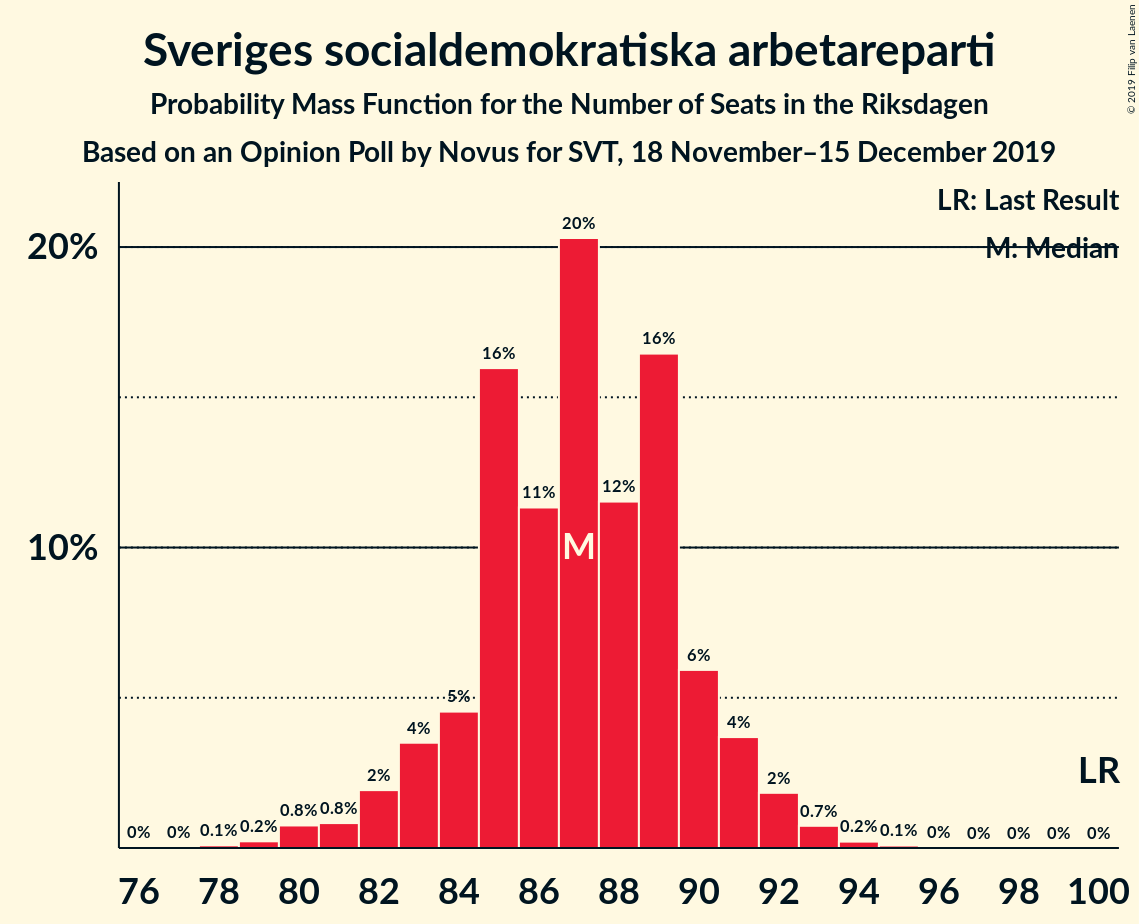 Sveriges socialdemokratiska arbetareparti
Probability Mass Function for the Number of Seats in the Riksdagen
Based on an Opinion Poll by Novus for SVT, 18 November–15 December 2019
© 2019 Filip van Laenen
LR: Last Result
M: Median
20%
10%
0% 0% 0.1% 0.2% 0.8% 0.8% 2% 4% 5% 16% 11% 20% 12% 16% 6% 4% 2% 0.7% 0.2% 0.1% 0% 0% 0% 0% 0%
M
LR
76 78 80 82 84 86 88 90 92 94 96 98 100